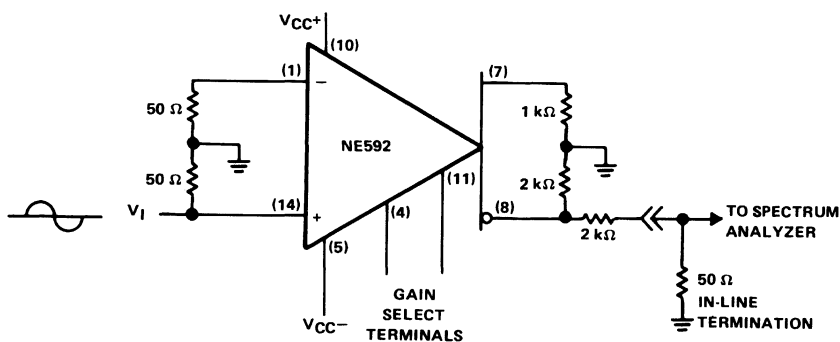 VCC+
(10)
(1)
(7)
−
50 Ω
1 kΩ
NE592
50 Ω
(11)
2 kΩ
VI
(14)
+
(4)
(8)
TO SPECTRUM
ANALYZER
(5)
2 kΩ
50 Ω
IN-LINE
TERMINATION
GAIN
SELECT
TERMINALS
VCC−